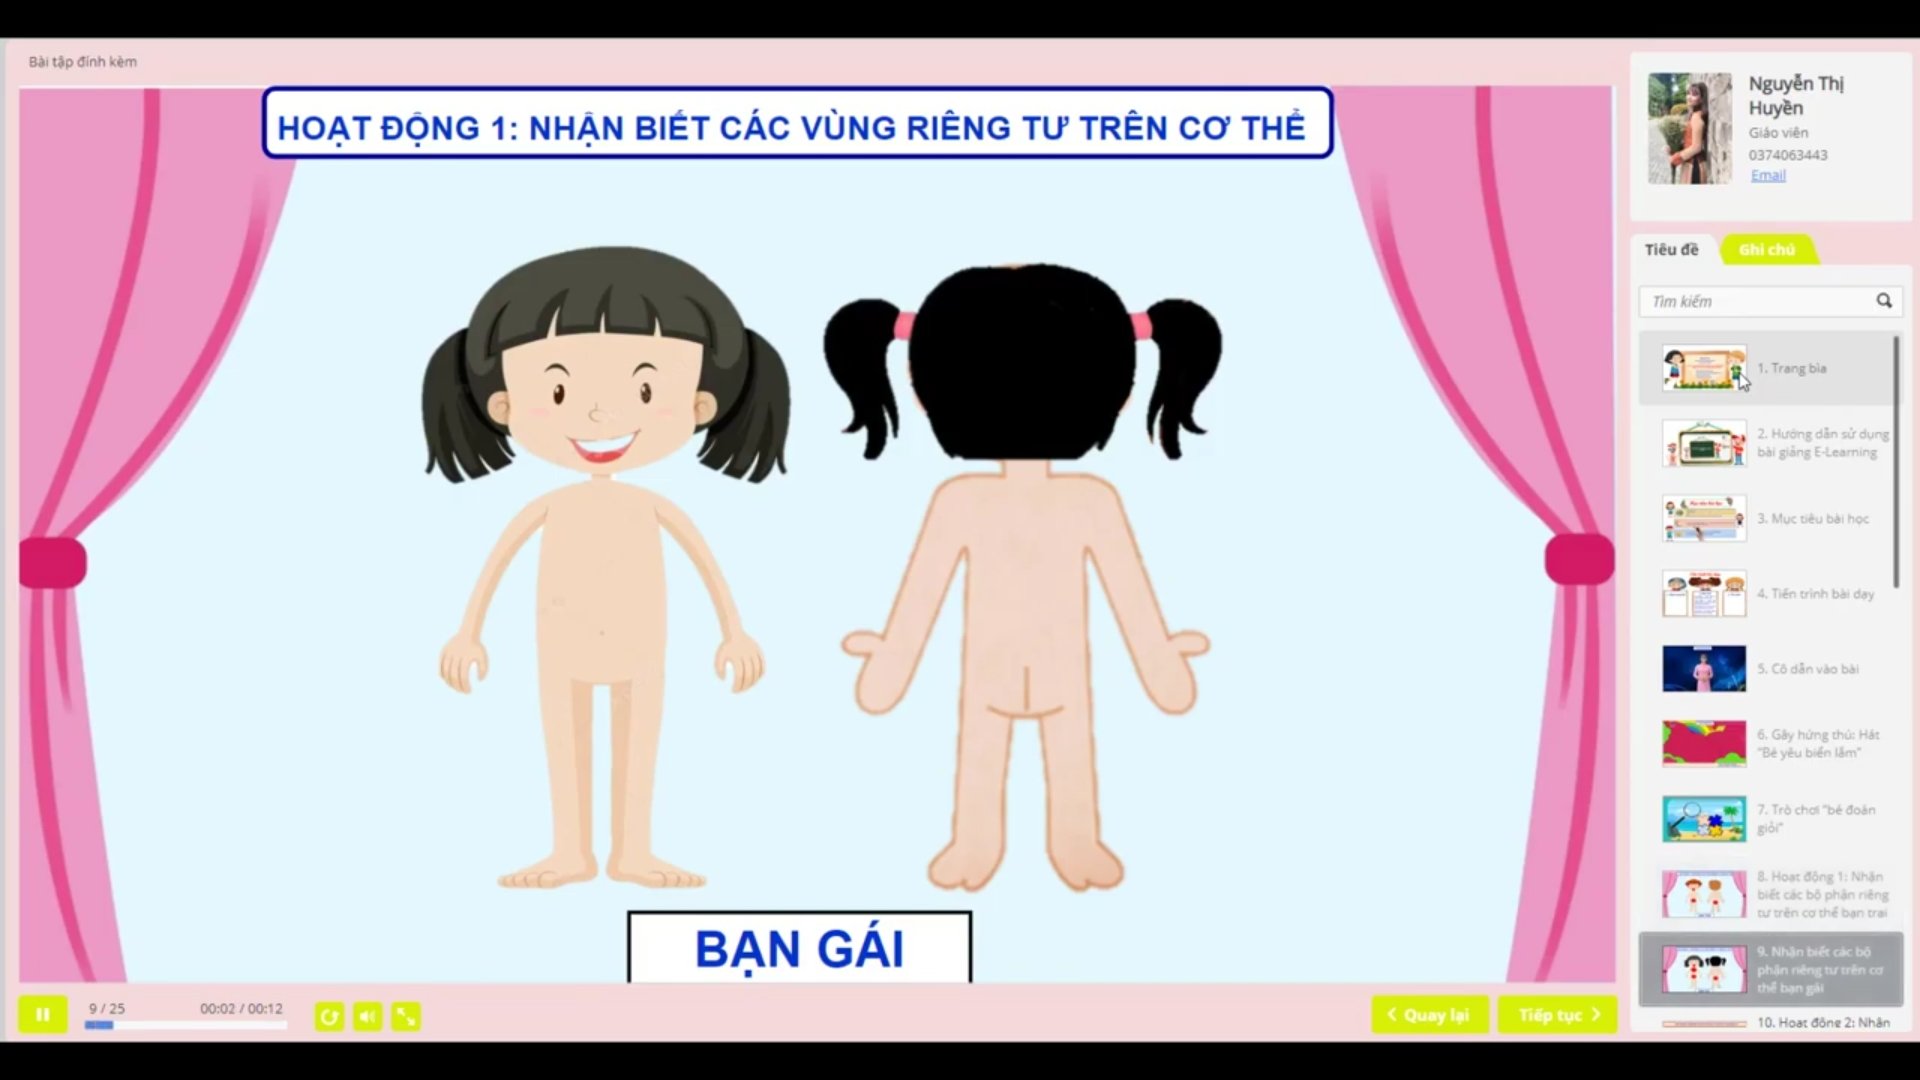 Bài tập đính kèm
HOẠT ĐỘNG 1: NHẬN BIẾT CÁC VÙNG RIÊNG TƯ TRÊN CƠ THỂ
BẠN GÁI
9 / 25
00:02 / 00:12
Quay lại
Tiếp tục
Nguyễn Thị
Huyền
Giáo viên
0374063443
Email
Tiêu đề
Ghi chú
Tìm kiếm
1. Trang bìa
2. Hướng dẫn sử dụng
bài giảng E-Learning
3. Mục tiêu bài học
4. Tiến trình bài dạy
5. Cô dẫn vào bài
6. Gây hứng thú: Hát
"Bé yêu biển lắm"
7. Trò chơi "bé đoán
giỏi"
8. Hoạt động 1: Nhận
biết các bộ phận riêng
tư trên cơ thể bạn trai
9. Nhận biết các bộ
phận riêng tư trên cơ
thể bạn gái
10. Hoạt động 2: Nhận